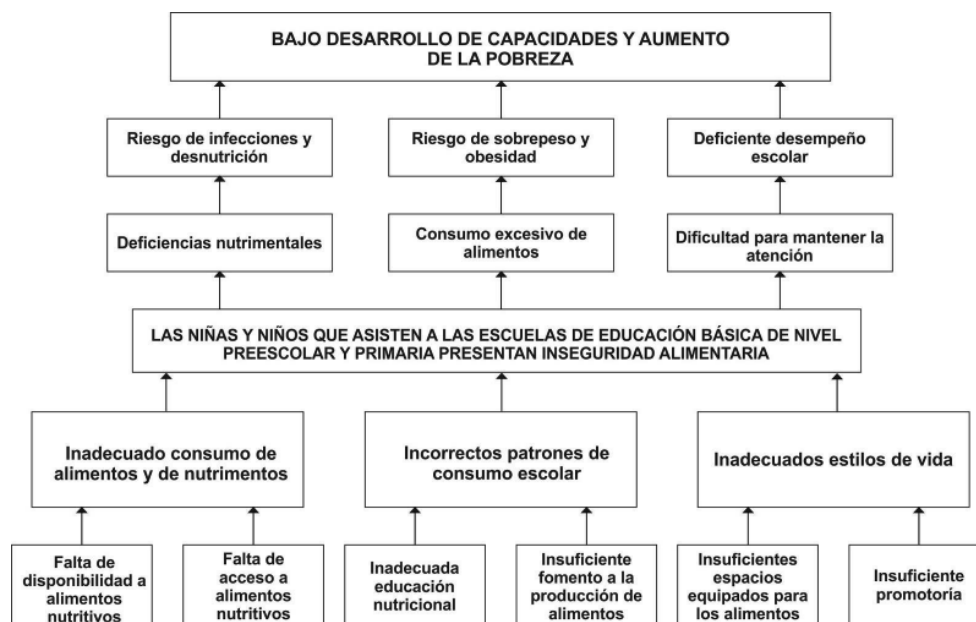 BAJO DESARROLLO DE CAPACIDADES Y AUMENTO
DE LA POBREZA
Riesgo de infecciones y
desnutrición
Riesgo de sobrepeso y
obesidad
Deficiente desempeño
escolar
Deficiencias nutrimentales
Consumo excesivo de
alimentos
Dificultad para mantener la
atención
LAS NIÑAS Y NIÑOS QUE ASISTEN A LAS ESCUELAS DE EDUCACIÓN BÁSICA DE NIVEL
PREESCOLAR Y PRIMARIA PRESENTAN INSEGURIDAD ALIMENTARIA
Inadecuado consumo de
alimentos y de nutrimentos
Incorrectos patrones de
consumo escolar
Inadecuados estilos de vida
Falta de
disponibilidad a
alimentos
nutritivos
Falta de
acceso a
alimentos
nutritivos
Inadecuada
educación
nutricional
Insuficiente
fomento a la
producción de
alimentos
Insuficientes
espacios
equipados para
los alimentos
Insuficiente
promotoría